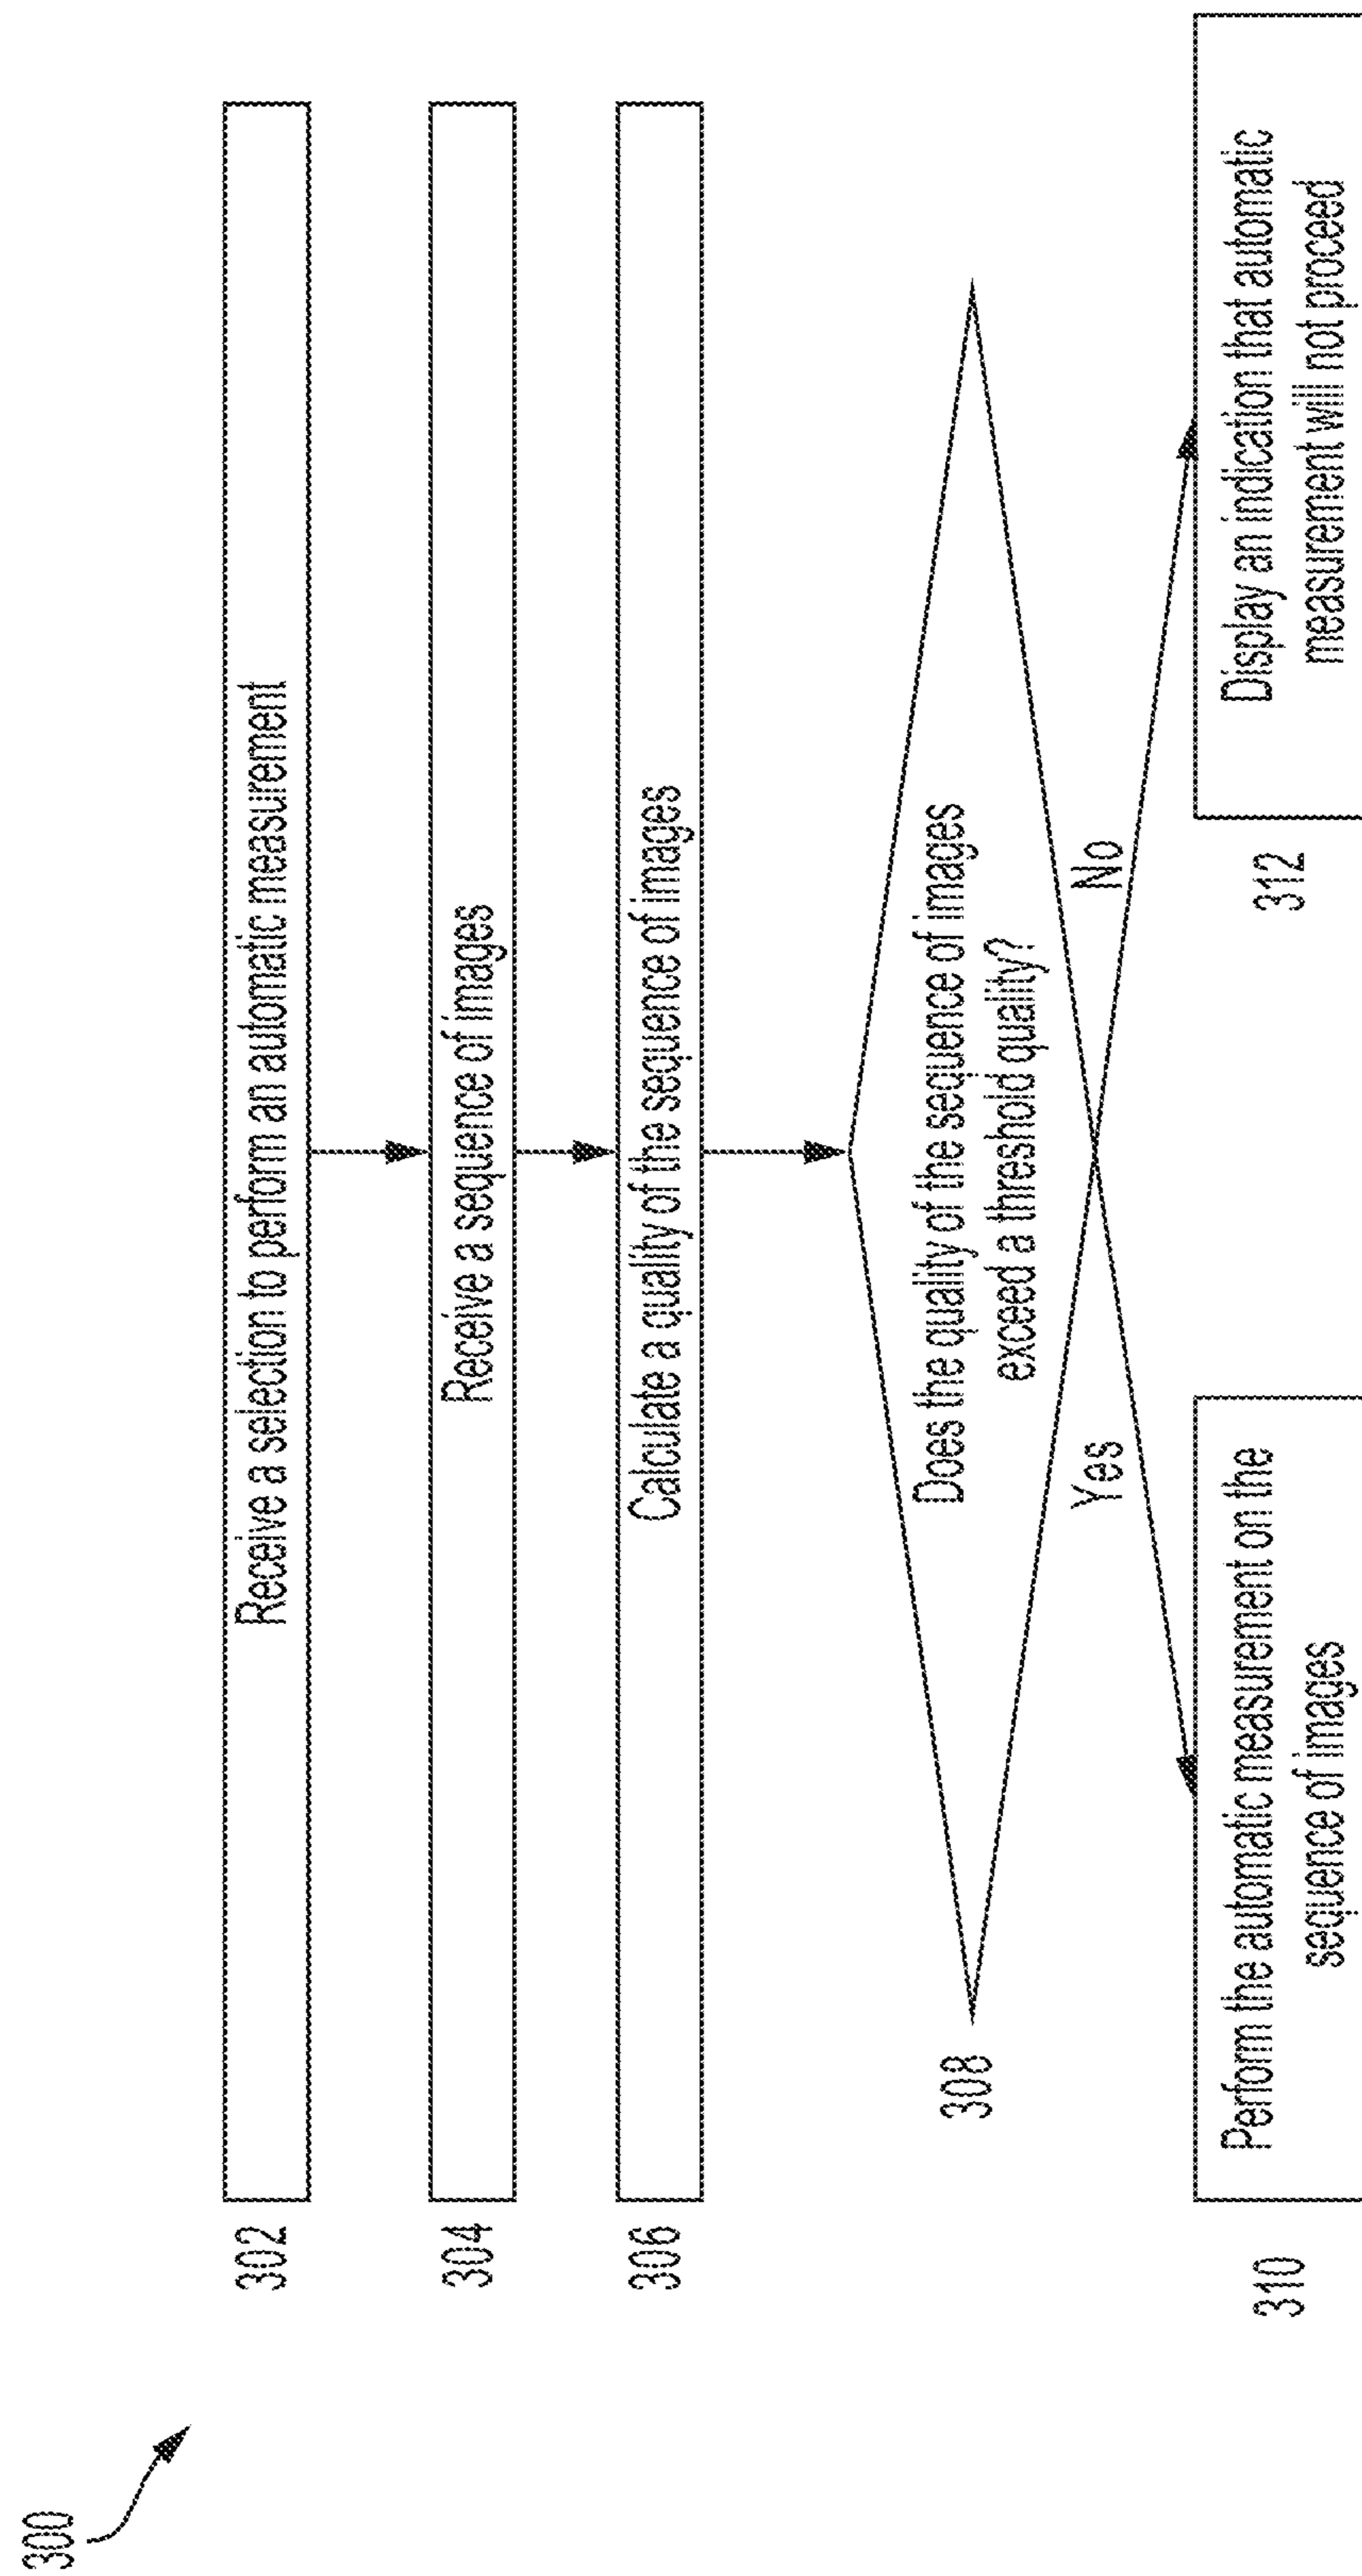 300
302
Receive a selection to perform an automatic measurement
304
Receive a sequence of images
306
Calculate a quality of the sequence of images
308
Does the quality of the sequence of images
exceed a threshold quality?
Yes
No
310
Perform the automatic measurement on the
sequence of images
312
Display an indication that automatic
measurement will not proceed